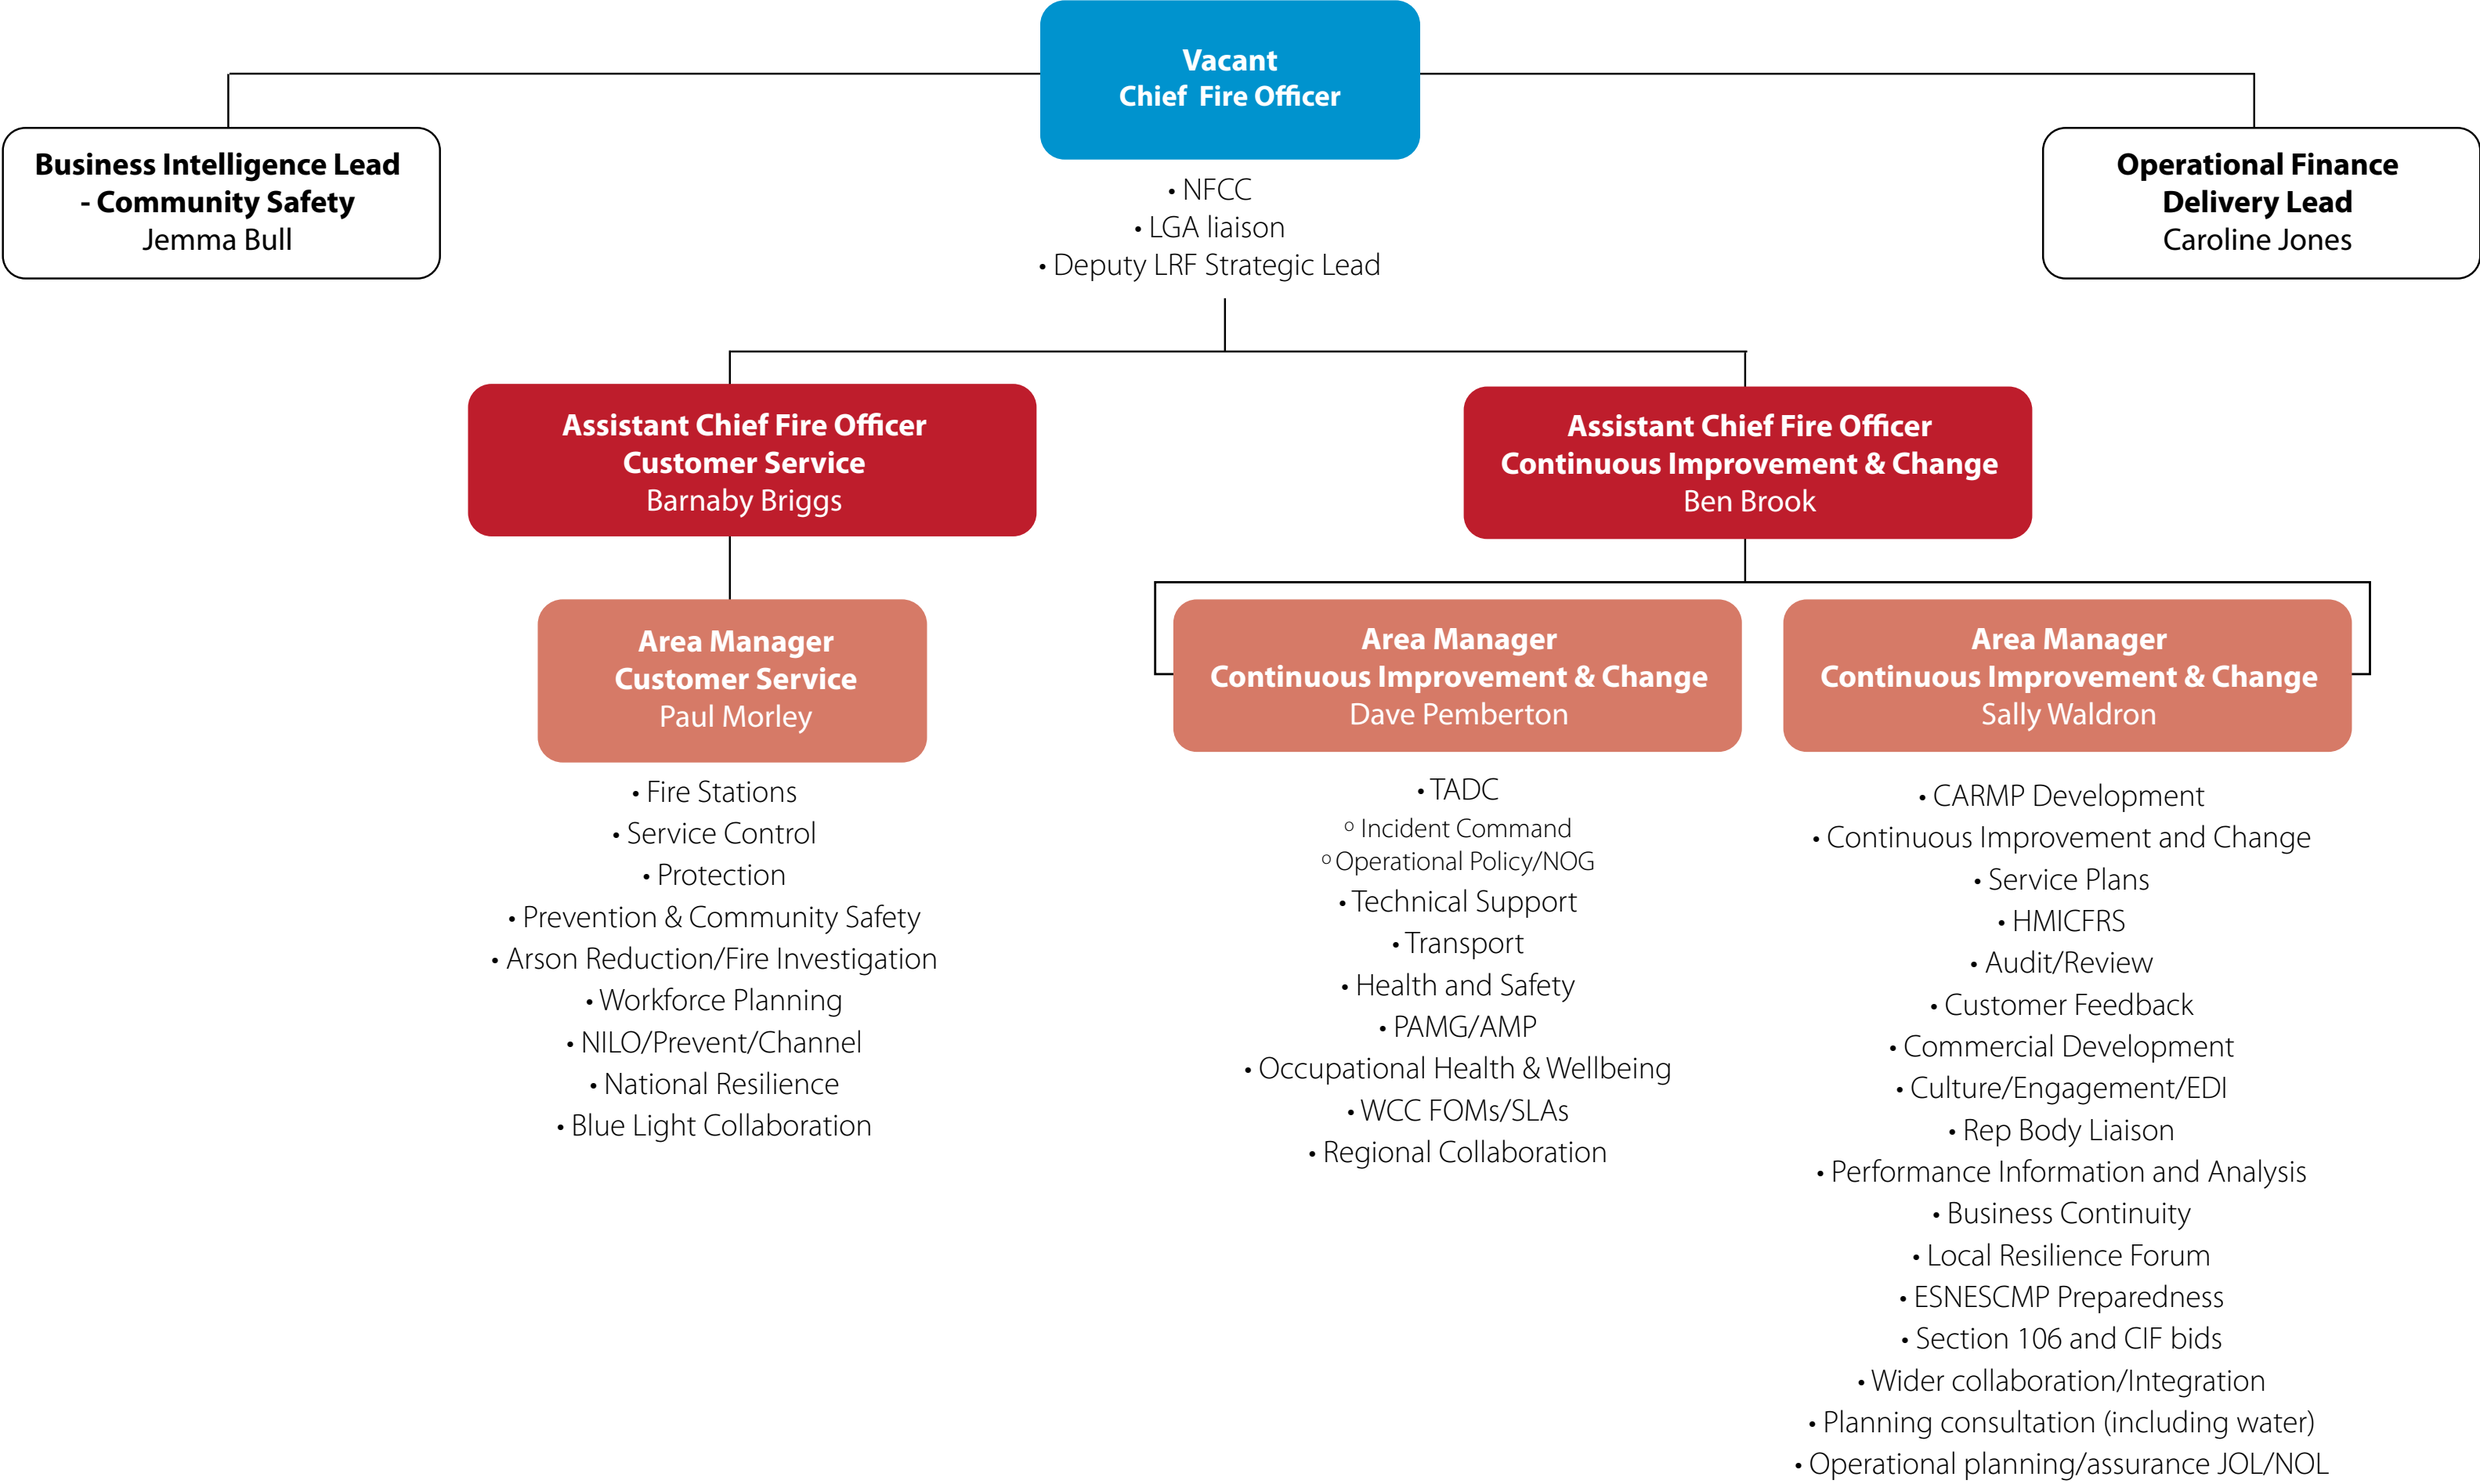 Vacant
Chief Fire Officer
Business Intelligence Lead
- Community Safety
Jemma Bull
Operational Finance
Delivery Lead
Caroline Jones
• NFCC
• LGA liaison
• Deputy LRF Strategic Lead
Assistant Chief Fire Officer
Customer Service
Barnaby Briggs
Assistant Chief Fire Officer
Continuous Improvement & Change
Ben Brook
Area Manager
Customer Service
Paul Morley
• Fire Stations
• Service Control
• Protection
• Prevention & Community Safety
• Arson Reduction/Fire Investigation
• Workforce Planning
• NILO/Prevent/Channel
• National Resilience
• Blue Light Collaboration
Area Manager
Continuous Improvement & Change
Dave Pemberton
• TADC
o Incident Command
o Operational Policy/NOG
• Technical Support
• Transport
• Health and Safety
• PAMG/AMP
• Occupational Health & Wellbeing
• WCC FOMs/SLAs
• Regional Collaboration
Area Manager
Continuous Improvement & Change
Sally Waldron
• CARMP Development
• Continuous Improvement and Change
• Service Plans
• HMICFRS
• Audit/Review
• Customer Feedback
• Commercial Development
• Culture/Engagement/EDI
• Rep Body Liaison
• Performance Information and Analysis
• Business Continuity
• Local Resilience Forum
• ESNESCMP Preparedness
• Section 106 and CIF bids
• Wider collaboration/Integration
• Planning consultation (including water)
• Operational planning/assurance JOL/NOL